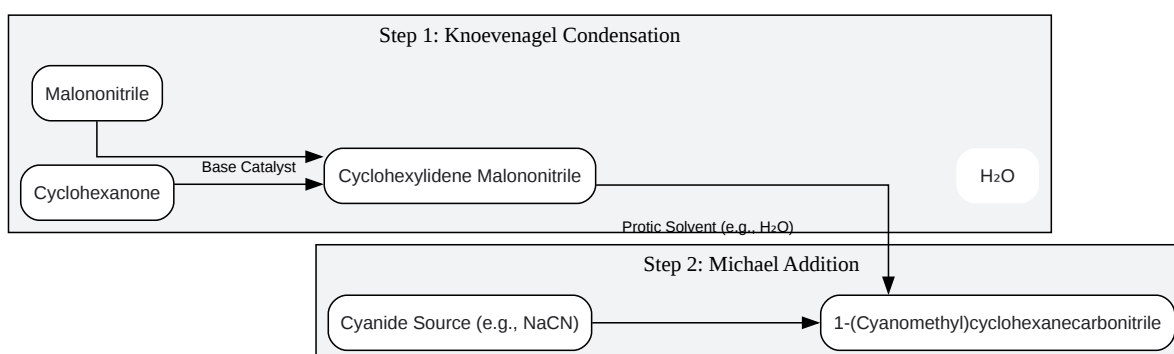 Step 1: Knoevenagel Condensation
Malononitrile
Base Catalyst
Cyclohexanone
Cyclohexylidene Malononitrile
H₂O
Protic Solvent (e.g., H₂O)
Step 2: Michael Addition
Cyanide Source (e.g., NaCN)
1-(Cyanomethyl)cyclohexanecarbonitrile